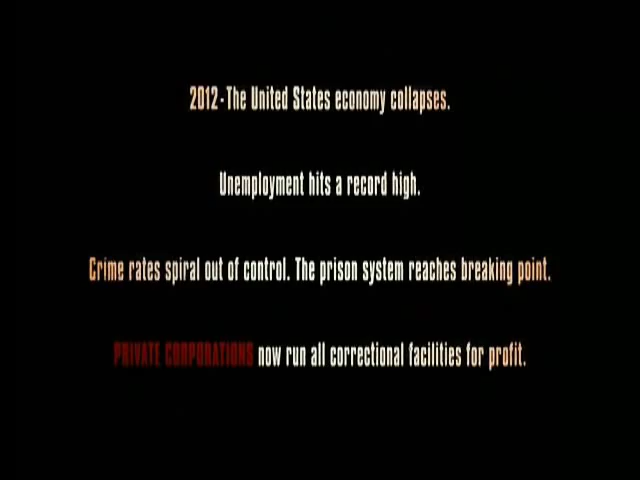 2012 - The United States economy collapses.
Unemployment hits a record high.
Crime rates spiral out of control. The prison system reaches breaking point.
PRIVATE CORPORATIONS now run all correctional facilities for profit.